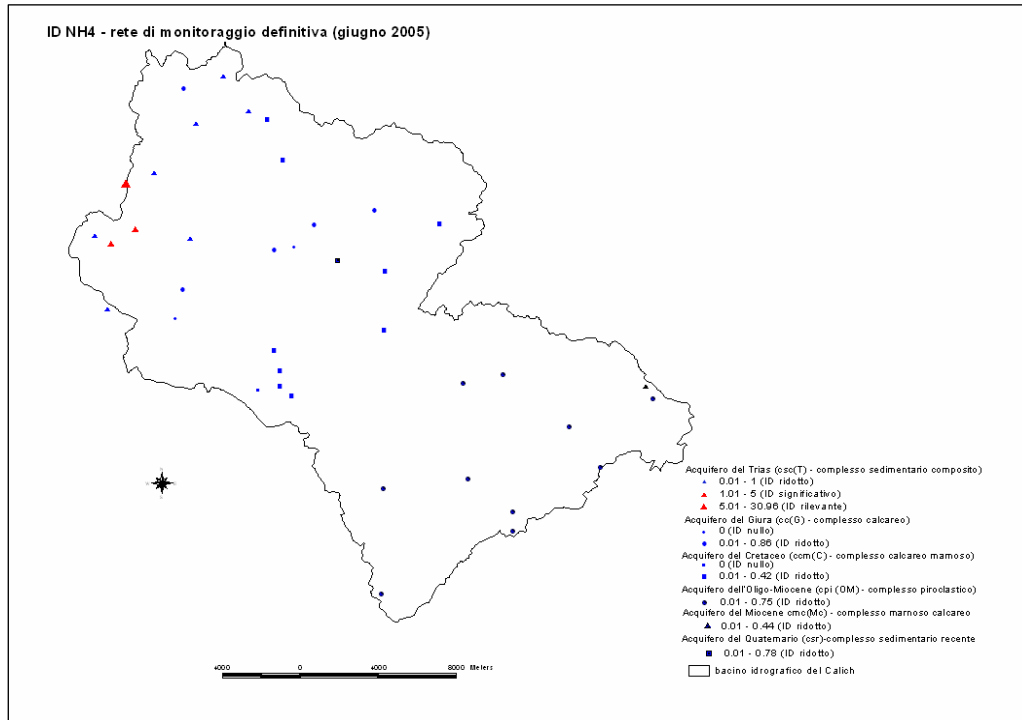 ID NH4 - rete di monitoraggio definitiva (giugno 2005)
Acquifero del Trias (csc(T) - complesso sedimentario composito)
0.01 - 1 (ID ridotto)
1.01 - 5 (ID significativo)
5.01 - 30.96 (ID rilevante)
Acquifero del Giura (cc(G) - complesso calcareo)
0 (ID nullo)
0.01 - 0.86 (ID ridotto)
Acquifero del Cretaceo (ccm(C) - complesso calcareo marnoso)
0 (ID nullo)
0.01 - 0.42 (ID ridotto)
Acquifero dell'Oligo-Miocene (cpi (OM) - complesso piroclastico)
0.01 - 0.75 (ID ridotto)
Acquifero del Miocene cmc(Mc) - complesso marnoso calcareo
0.01 - 0.44 (ID ridotto)
Acquifero del Quaternario (csr)-complesso sedimentario recente
0.01 - 0.78 (ID ridotto)
bacino idrografico del Calich
4000 0 4000 8000 Meters